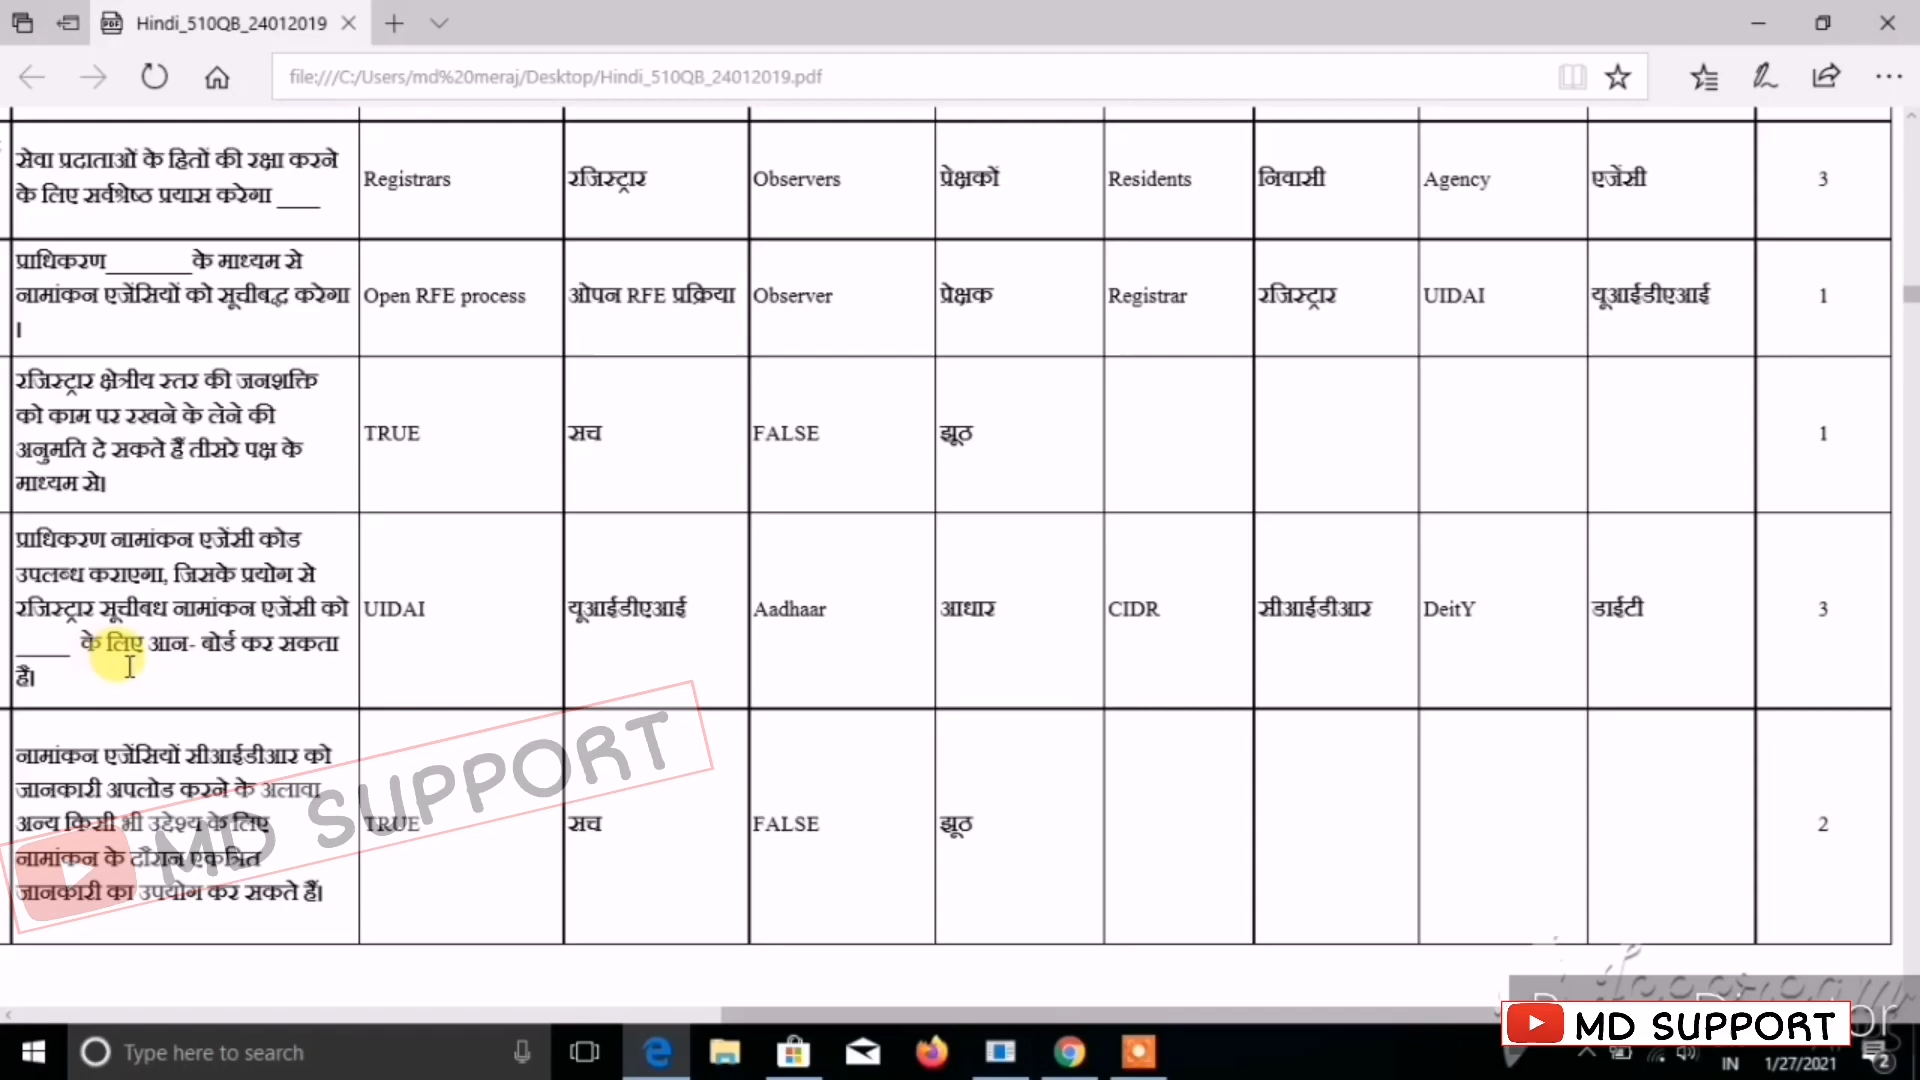 Hindi_510QB_24012019
file:///C:/Users/md%20meraj/Desktop/Hindi_510QB_24012019.pdf
सेवा प्रदाताओं के हितों की रक्षा करने
के लिए सर्वश्रेष्ठ प्रयास करेगा ____
Registrars
रजिस्ट्रार
Observers
प्रेक्षकों
Residents
निवासी
Agency
एजेंसी
3
प्राधिकरण________के माध्यम से
नामांकन एजेंसियों को सूचीबद्ध करेगा
।
Open RFE process
ओपन RFE प्रक्रिया
Observer
प्रेक्षक
Registrar
रजिस्ट्रार
UIDAI
यूआईडीएआई
1
रजिस्ट्रार क्षेत्रीय स्तर की जनशक्ति
को काम पर रखने के लेने की
अनुमति दे सकते हैं तीसरे पक्ष के
माध्यम से।
TRUE
सच
FALSE
झूठ
1
प्राधिकरण नामांकन एजेंसी कोड
उपलब्ध कराएगा, जिसके प्रयोग से
रजिस्ट्रार सूचीबध नामांकन एजेंसी को
_____ के लिए आन- बोर्ड कर सकता
है।
UIDAI
यूआईडीएआई
Aadhaar
आधार
CIDR
सीआईडीआर
DeitY
डाईटी
3
नामांकन एजेंसियों सीआईडीआर को
जानकारी अपलोड करने के अलावा
अन्य किसी भी उद्देश्य के लिए
नामांकन के दौरान एकत्रित
जानकारी का उपयोग कर सकते हैं।
TRUE
सच
FALSE
झूठ
2
MD SUPPORT
MD SUPPORT
Type here to search
IN
1/27/2021
2